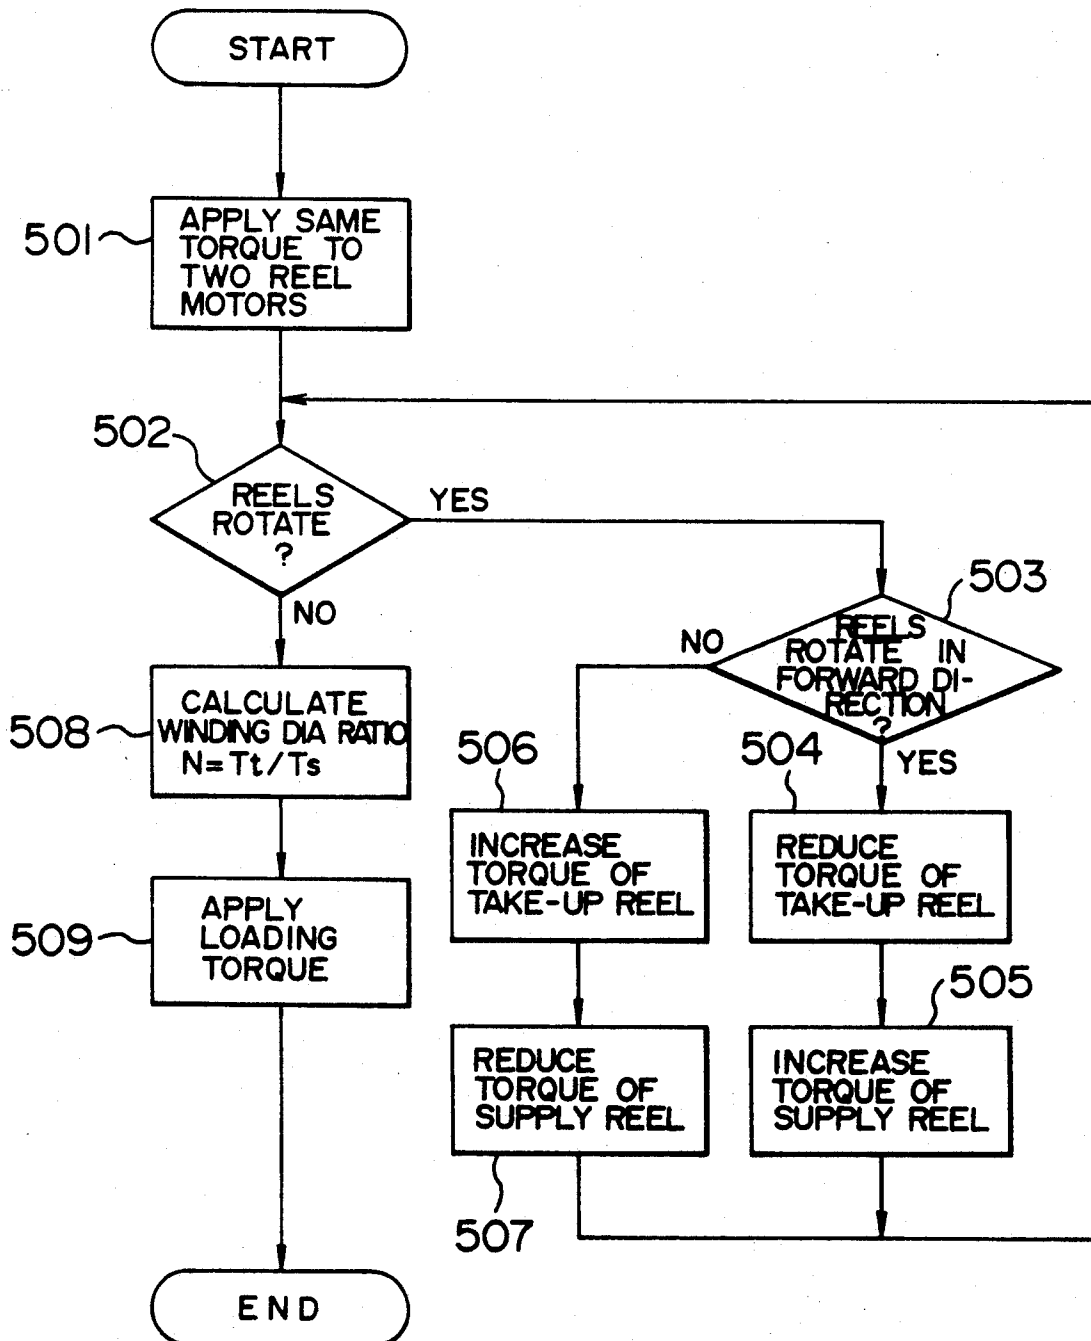 START
501
APPLY SAME
TORQUE TO
TWO REEL
MOTORS
502
REELS
ROTATE
?
YES
NO
503
REELS
ROTATE IN
FORWARD DI-
RECTION
?
NO
YES
508
CALCULATE
WINDING DIA RATIO
N=Tt/Ts
506
INCREASE
TORQUE OF
TAKE-UP REEL
504
REDUCE
TORQUE OF
TAKE-UP REEL
509
APPLY
LOADING
TORQUE
507
REDUCE
TORQUE OF
SUPPLY REEL
505
INCREASE
TORQUE OF
SUPPLY REEL
END